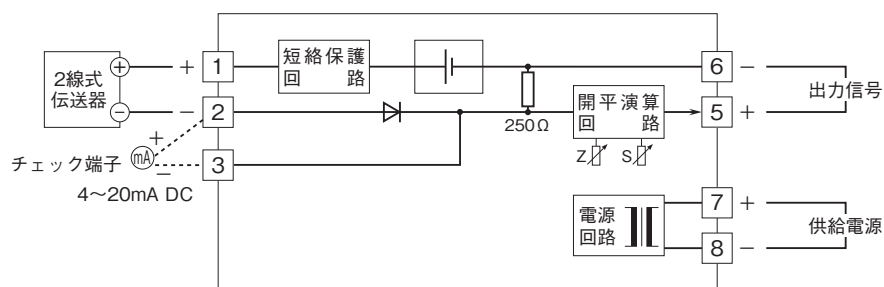 2線式
伝送器
+
−
+
−
1
2
3
+
−
mA
チェック端子
4〜20mA DC
短絡保護
回路
250Ω
開平演算
回路
Z
S
電源
回路
6
5
7
8
−
+
出力信号
+
−
供給電源